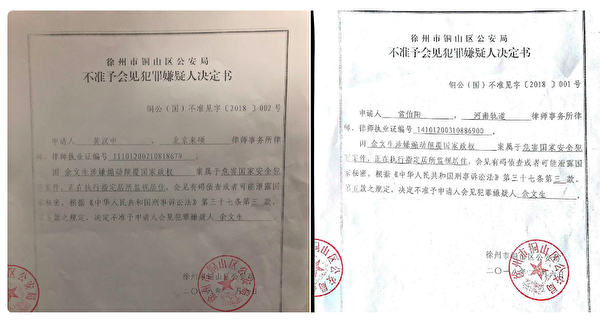 徐州市铜山区公安局
不准予会见犯罪嫌疑人决定书
铜公（国）不准见字〔2018〕002号
申请人 黄汉中 ， 北京来硕 律师事务所
律师，律师执业证编号 11101200210818679
因 余文生涉嫌煽动颠覆国家政权 案属于危害国家安全犯
罪案件，正在执行指定居所监视居住，会见有碍侦查或者可能泄露
国家秘密，根据《中华人民共和国刑事诉讼法》第三十七条第三 款、
第五款之规定，决定不准予申请人会见犯罪嫌疑人 余文生
徐州市铜山区公安局
徐州市铜山区公安局
不准予会见犯罪嫌疑人决定书
铜公（国）不准见字〔2018〕001号
申请人 常伯阳 ， 河南轨道 律师事务所律
师，律师执业证编号 14101200310886900
因 余文生涉嫌煽动颠覆国家政权 案属于危害国家安全犯
罪案件，正在执行指定居所监视居住，会见有碍侦查或者可能泄露国
家秘密，根据《中华人民共和国刑事诉讼法》第三十七条第三 款、
第五款之规定，决定不准予申请人会见犯罪嫌疑人 余文生
徐州市铜山区公安局